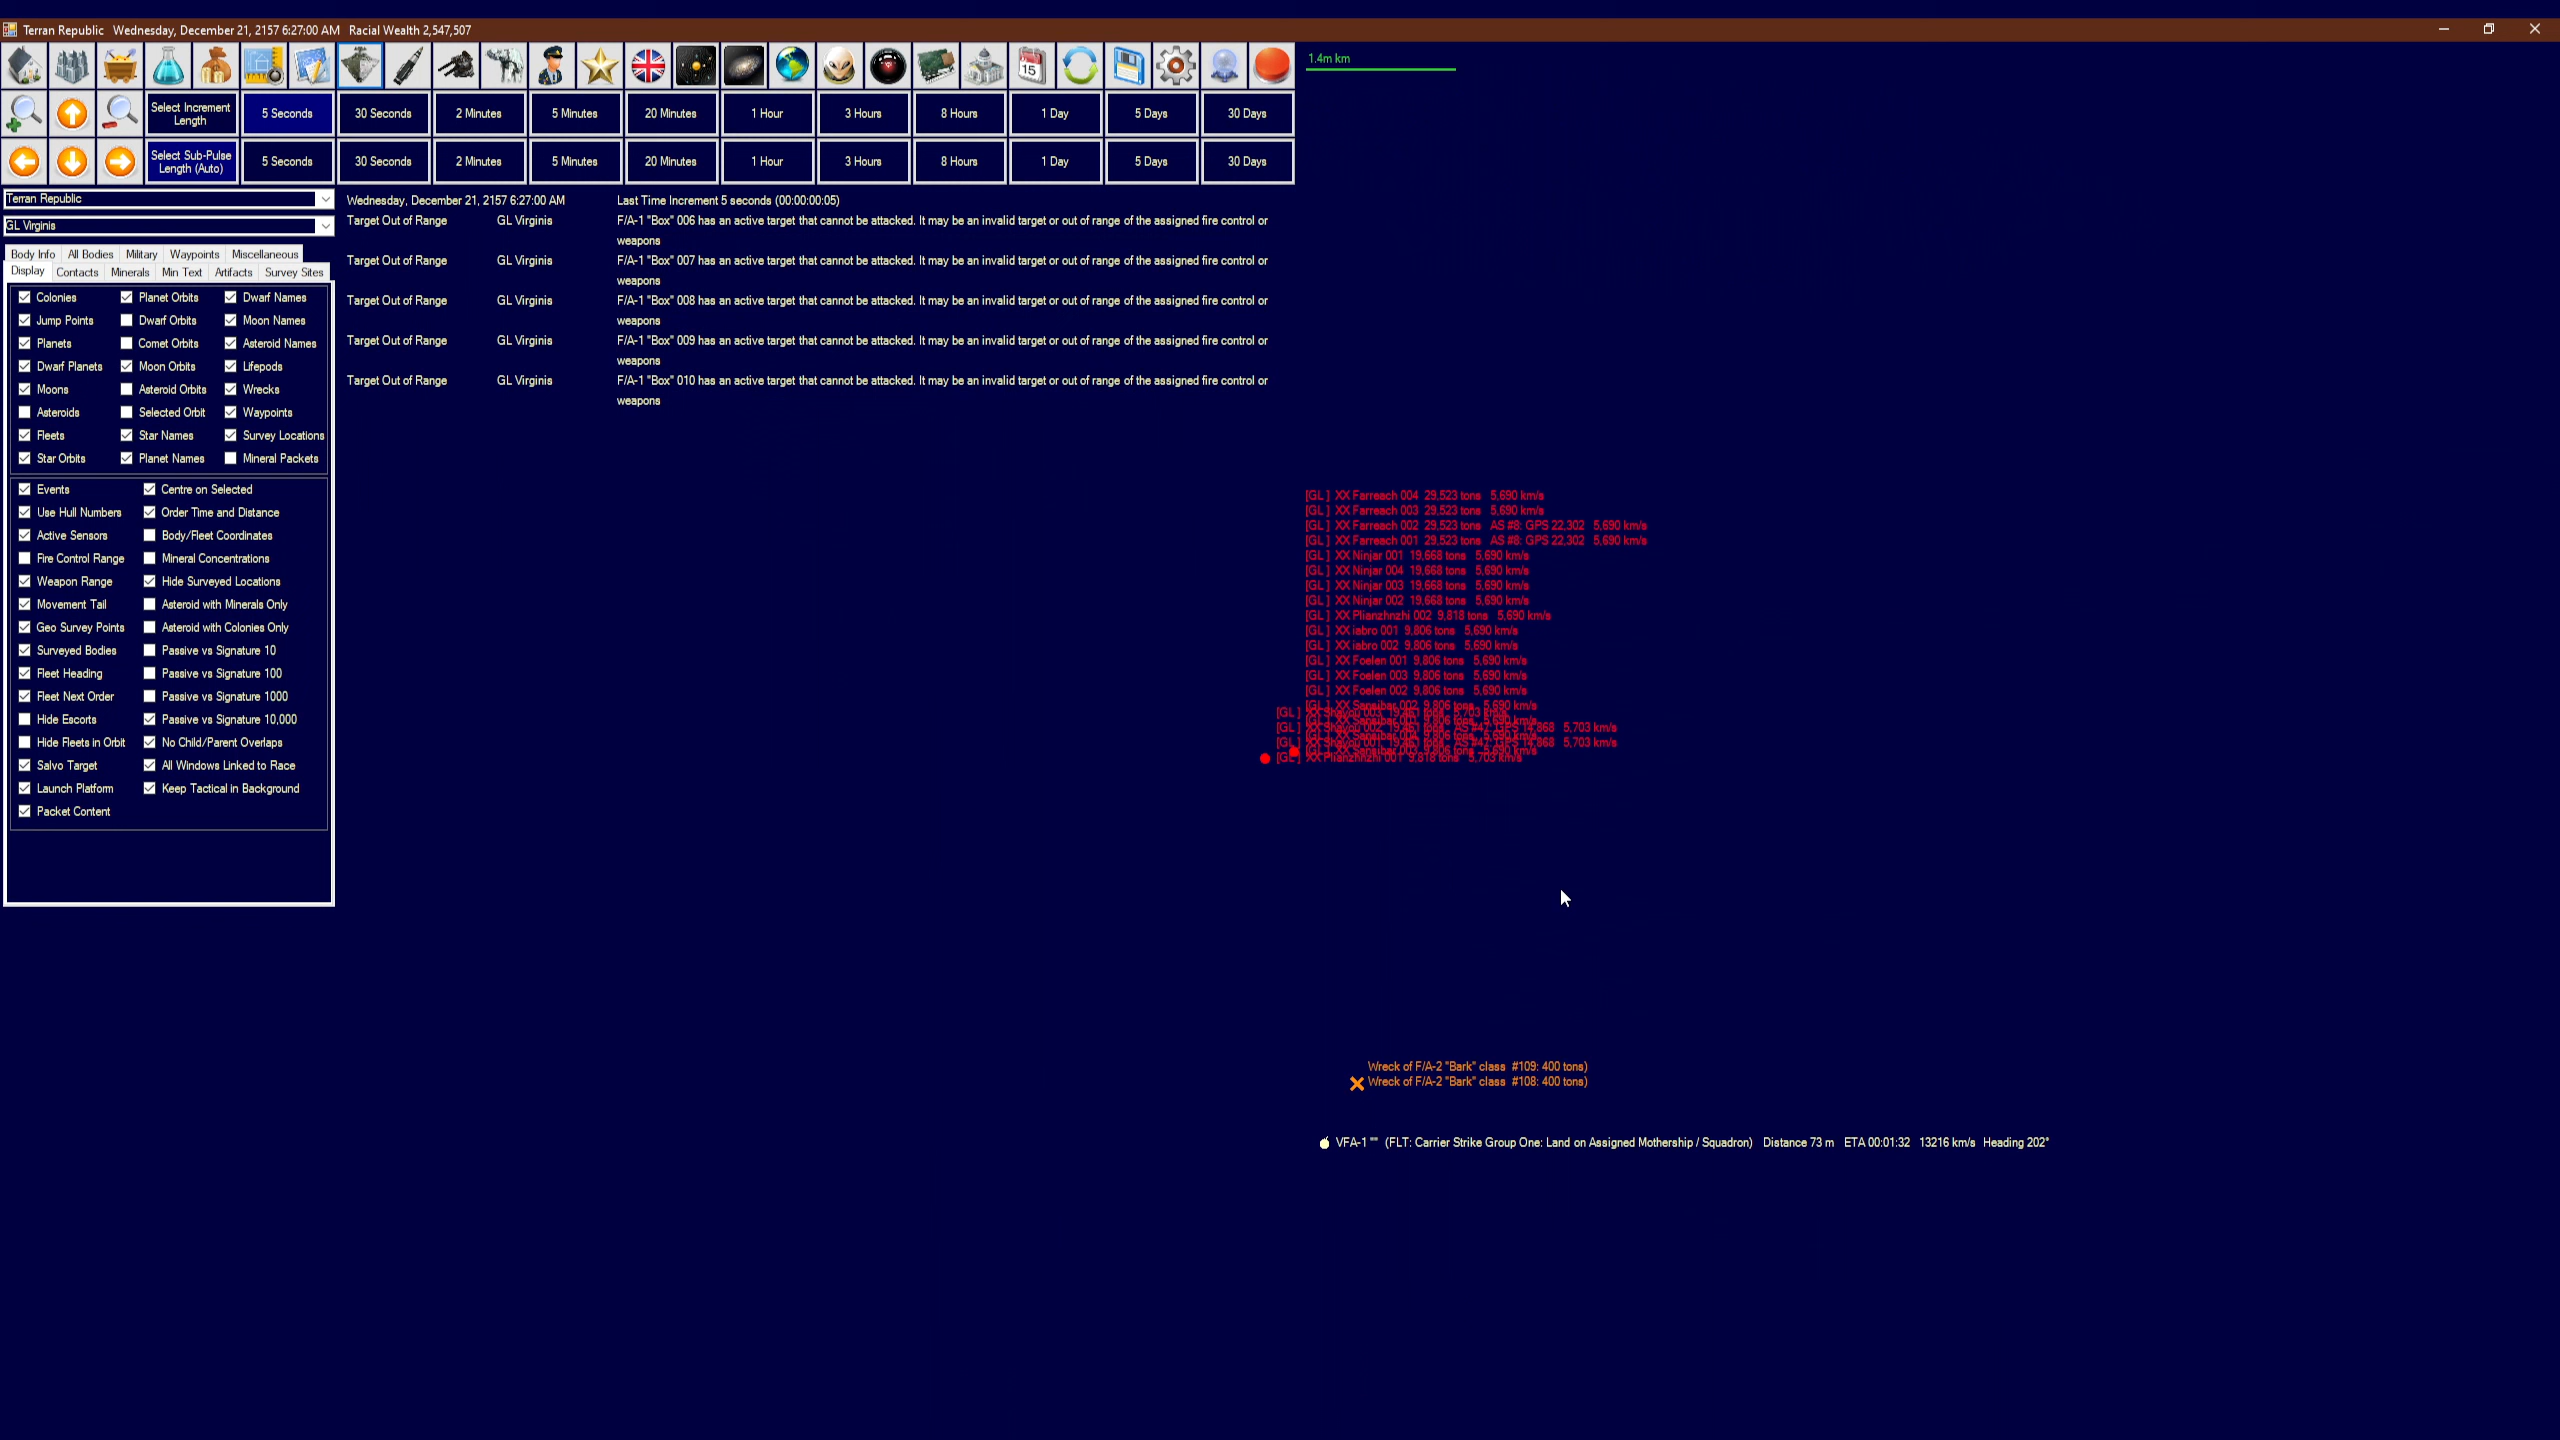 Terran Republic Wednesday, December 21, 2157 6:27:00 AM Racial Wealth 2,547,507
15
1.4m km
Select Increment Length
5 Seconds
30 Seconds
2 Minutes
5 Minutes
20 Minutes
1 Hour
3 Hours
8 Hours
1 Day
5 Days
30 Days
Select Sub-Pulse Length (Auto)
5 Seconds
30 Seconds
2 Minutes
5 Minutes
20 Minutes
1 Hour
3 Hours
8 Hours
1 Day
5 Days
30 Days
Terran Republic
GL Virginis
Body Info All Bodies Military Waypoints Miscellaneous
Display Contacts Minerals Min Text Artifacts Survey Sites
Colonies Planet Orbits Dwarf Names
Jump Points Dwarf Orbits Moon Names
Planets Comet Orbits Asteroid Names
Dwarf Planets Moon Orbits Lifepods
Moons Asteroid Orbits Wrecks
Asteroids Selected Orbit Waypoints
Fleets Star Names Survey Locations
Star Orbits Planet Names Mineral Packets
Events Centre on Selected
Use Hull Numbers Order Time and Distance
Active Sensors Body/Fleet Coordinates
Fire Control Range Mineral Concentrations
Weapon Range Hide Surveyed Locations
Movement Tail Asteroid with Minerals Only
Geo Survey Points Asteroid with Colonies Only
Surveyed Bodies Passive vs Signature 10
Fleet Heading Passive vs Signature 100
Fleet Next Order Passive vs Signature 1000
Hide Escorts Passive vs Signature 10,000
Hide Fleets in Orbit No Child/Parent Overlaps
Salvo Target All Windows Linked to Race
Launch Platform Keep Tactical in Background
Packet Content
Wednesday, December 21, 2157 6:27:00 AM Last Time Increment 5 seconds (00:00:00:05)
Target Out of Range GL Virginis F/A-1 "Box" 006 has an active target that cannot be attacked. It may be an invalid target or out of range of the assigned fire control or
weapons
Target Out of Range GL Virginis F/A-1 "Box" 007 has an active target that cannot be attacked. It may be an invalid target or out of range of the assigned fire control or
weapons
Target Out of Range GL Virginis F/A-1 "Box" 008 has an active target that cannot be attacked. It may be an invalid target or out of range of the assigned fire control or
weapons
Target Out of Range GL Virginis F/A-1 "Box" 009 has an active target that cannot be attacked. It may be an invalid target or out of range of the assigned fire control or
weapons
Target Out of Range GL Virginis F/A-1 "Box" 010 has an active target that cannot be attacked. It may be an invalid target or out of range of the assigned fire control or
weapons
[GL ] XX Farreach 004 29,523 tons 5,690 km/s
[GL ] XX Farreach 003 29,523 tons 5,690 km/s
[GL ] XX Farreach 002 29,523 tons AS #8: GPS 22,302 5,690 km/s
[GL ] XX Farreach 001 29,523 tons AS #8: GPS 22,302 5,690 km/s
[GL ] XX Ninjar 001 19,668 tons 5,690 km/s
[GL ] XX Ninjar 004 19,668 tons 5,690 km/s
[GL ] XX Ninjar 003 19,668 tons 5,690 km/s
[GL ] XX Ninjar 002 19,668 tons 5,690 km/s
[GL ] XX Plianzhnzhi 002 9,818 tons 5,690 km/s
[GL ] XX iabro 001 9,806 tons 5,690 km/s
[GL ] XX iabro 002 9,806 tons 5,690 km/s
[GL ] XX Foelen 001 9,806 tons 5,690 km/s
[GL ] XX Foelen 003 9,806 tons 5,690 km/s
[GL ] XX Foelen 002 9,806 tons 5,690 km/s
[GL ] XX 002 9,806 tons 5,690 km/s
[GL ] XX Plianzhnzhi 001 9,818 tons 5,703 km/s
Wreck of F/A-2 "Bark" class #109: 400 tons)
Wreck of F/A-2 "Bark" class #108: 400 tons)
VFA-1 "" (FLT: Carrier Strike Group One: Land on Assigned Mothership / Squadron) Distance 73 m ETA 00:01:32 13216 km/s Heading 202°